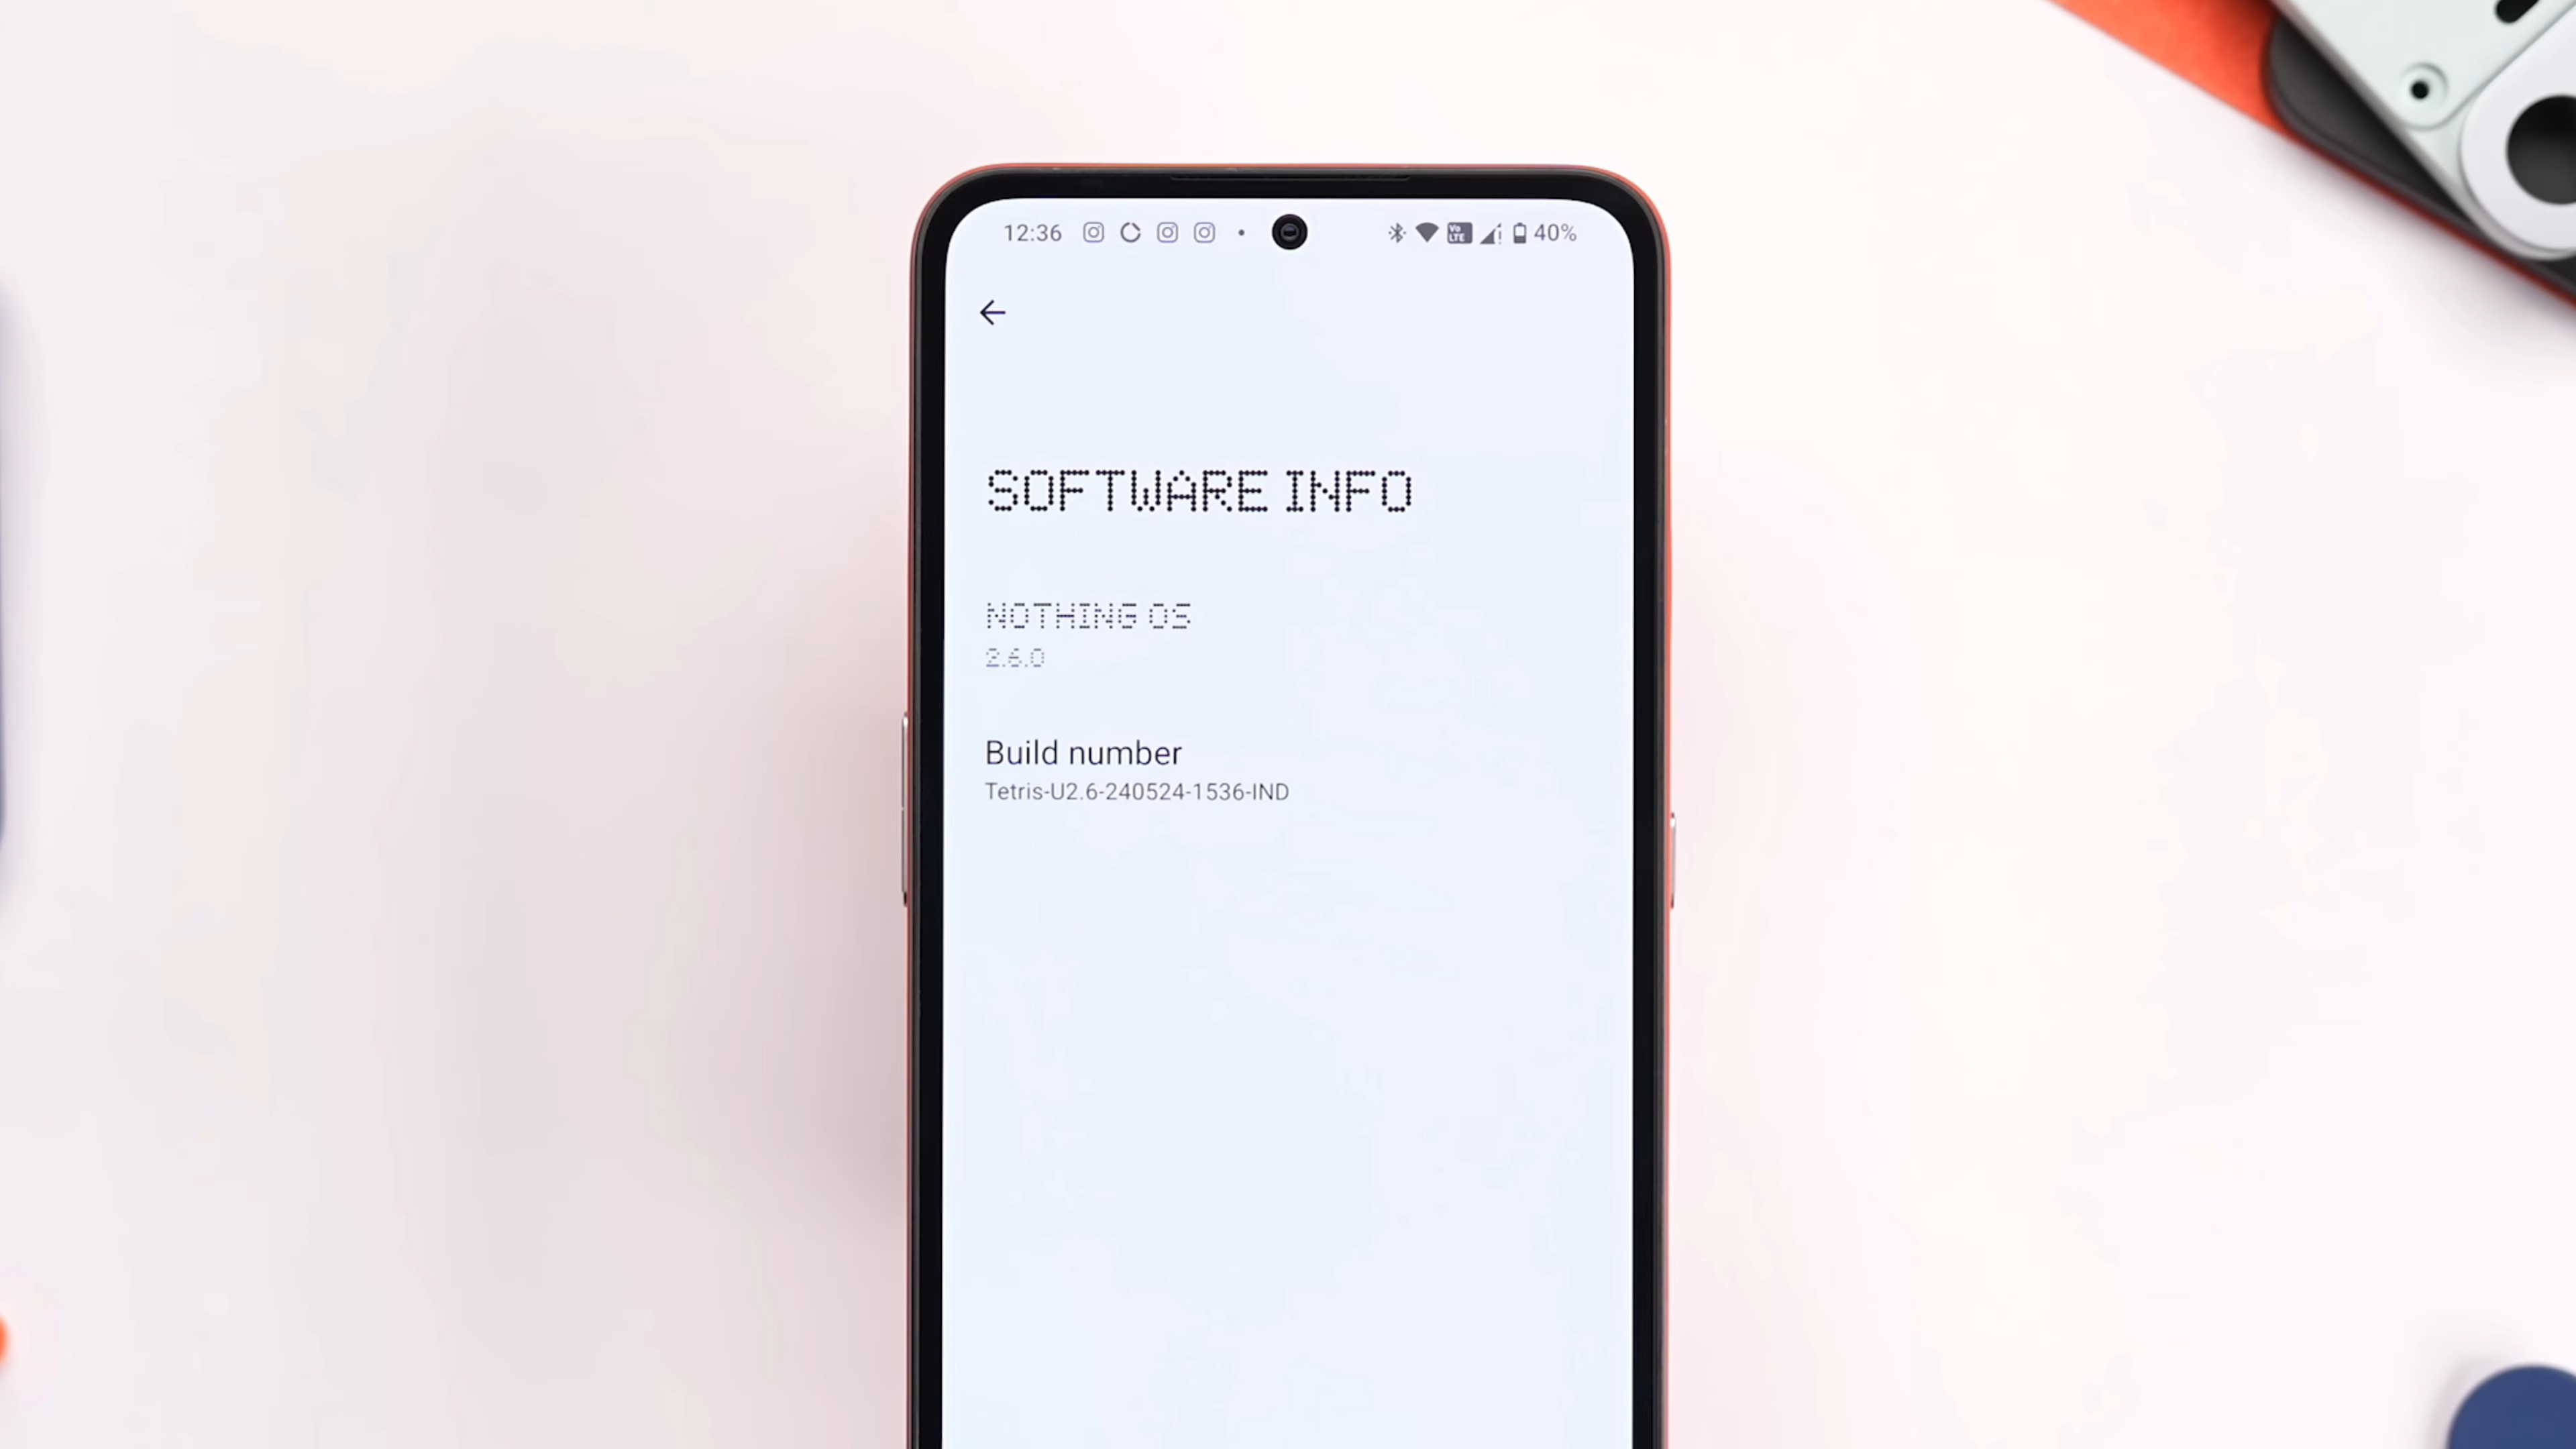 12:36 40%
SOFTWARE INFO
NOTHING OS
2.6.0
Build number
Tetris-U2.6-240524-1536-IND